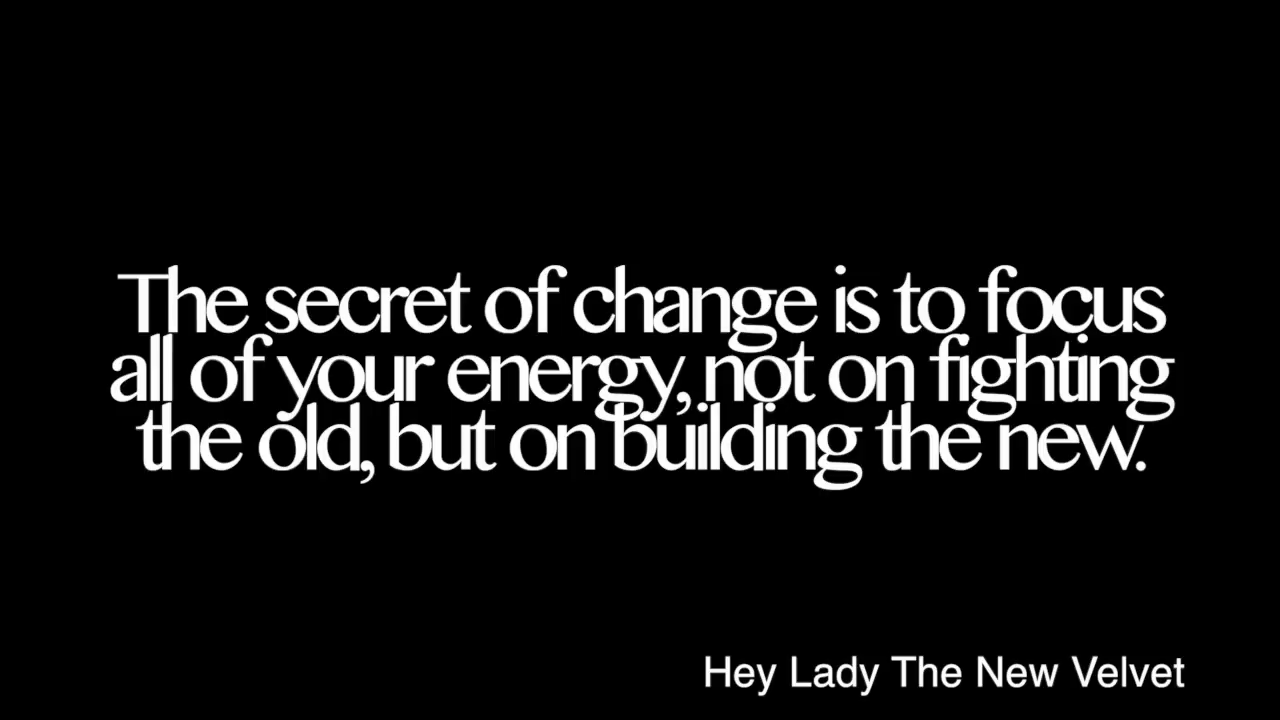 The secret of change is to focus
all of your energy, not on fighting
the old, but on building the new.
Hey Lady The New Velvet